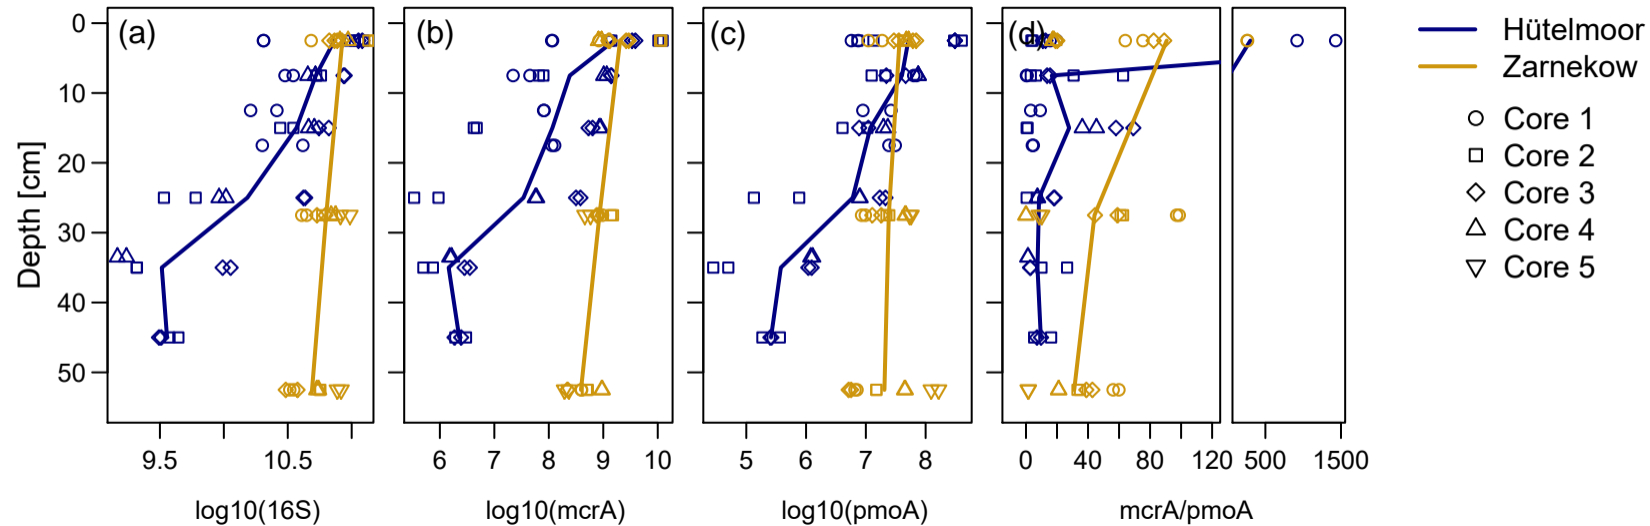 (a) (b) (c) (d)
Hütelmoor
Zarnekow
Core 1
Core 2
Core 3
Core 4
Core 5
Depth [cm]
0
10
20
30
40
50
9.5 10.5
6 7 8 9 10
5 6 7 8
0 40 80 120 500 1500
log10(16S) log10(mcrA) log10(pmoA) mcrA/pmoA